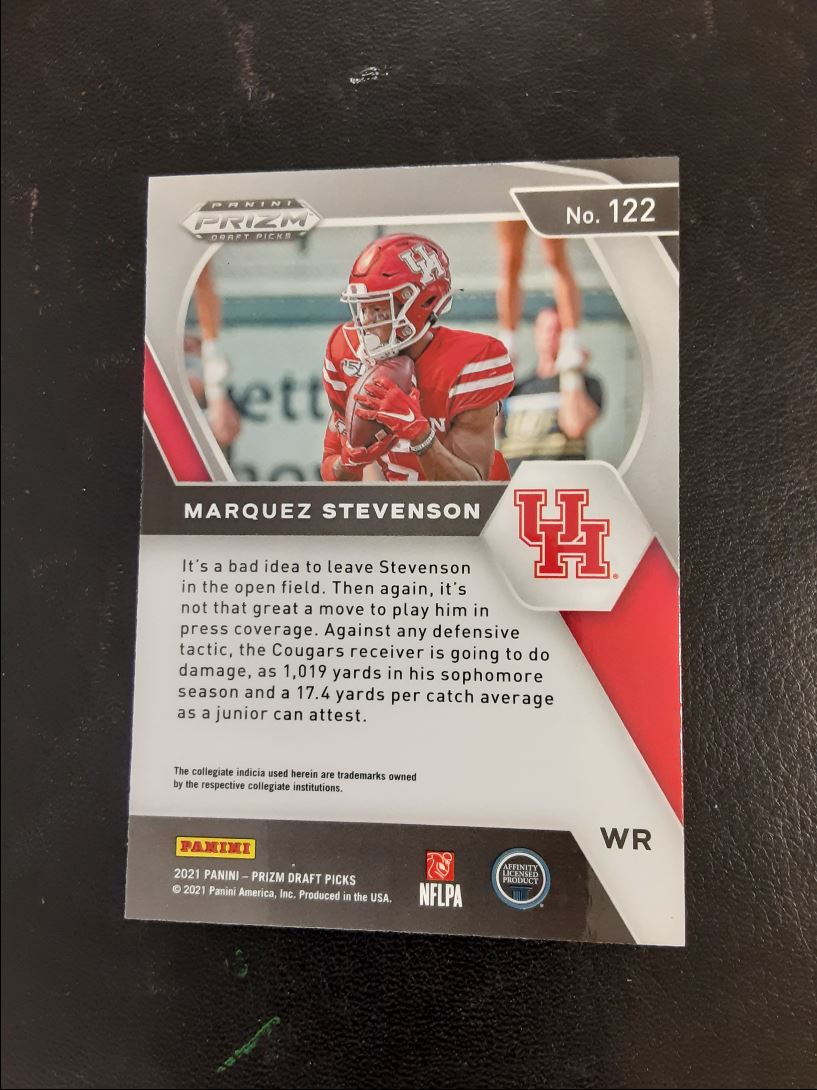 PANINI
PRIZM
DRAFT PICKS
No. 122
UH
150
ett
MARQUEZ STEVENSON
UH
It's a bad idea to leave Stevenson
in the open field. Then again, it's
not that great a move to play him in
press coverage. Against any defensive
tactic, the Cougars receiver is going to do
damage, as 1,019 yards in his sophomore
season and a 17.4 yards per catch average
as a junior can attest.
The collegiate indicia used herein are trademarks owned
by the respective collegiate institutions.
WR
PANINI
2021 PANINI – PRIZM DRAFT PICKS
© 2021 Panini America, Inc. Produced in the USA.
NFLPA
AFFINITY
LICENSED
PRODUCT